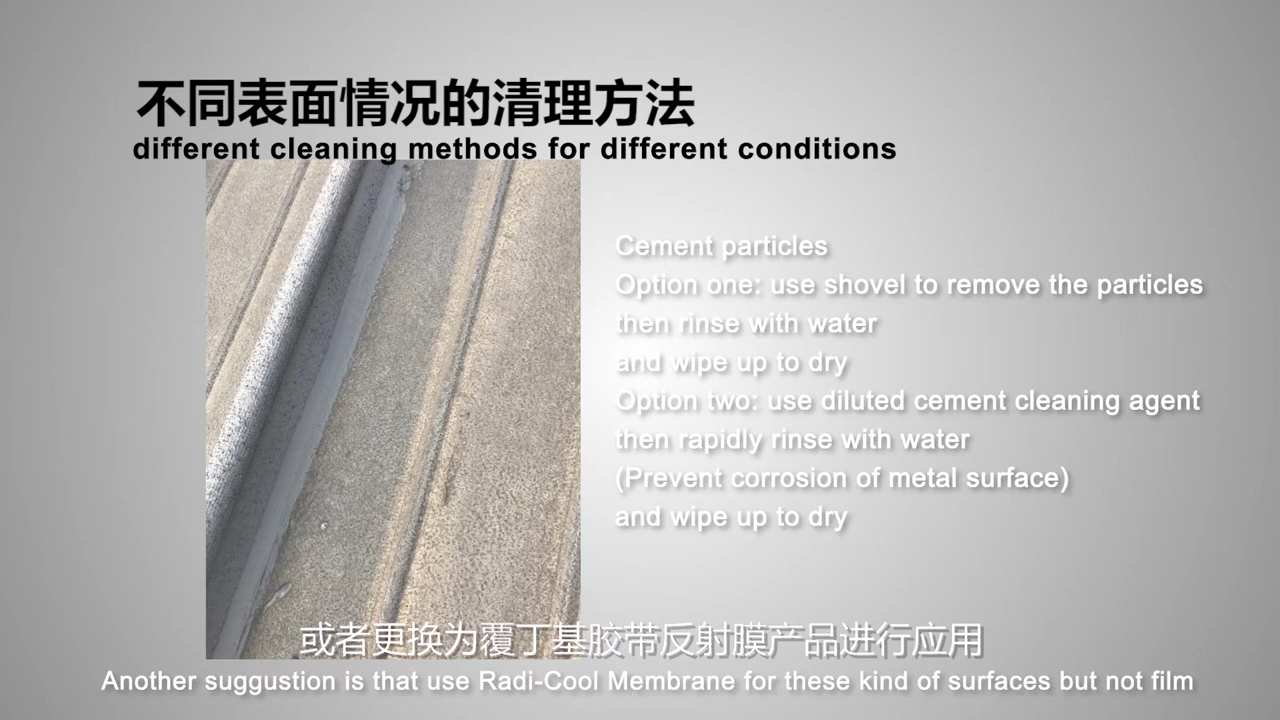 不同表面情况的清理方法
different cleaning methods for different conditions
Cement particles
Option one: use shovel to remove the particles
then rinse with water
and wipe up to dry
Option two: use diluted cement cleaning agent
then rapidly rinse with water
(Prevent corrosion of metal surface)
and wipe up to dry
或者更换为覆丁基胶带反射膜产品进行应用
Another suggustion is that use Radi-Cool Membrane for these kind of surfaces but not film